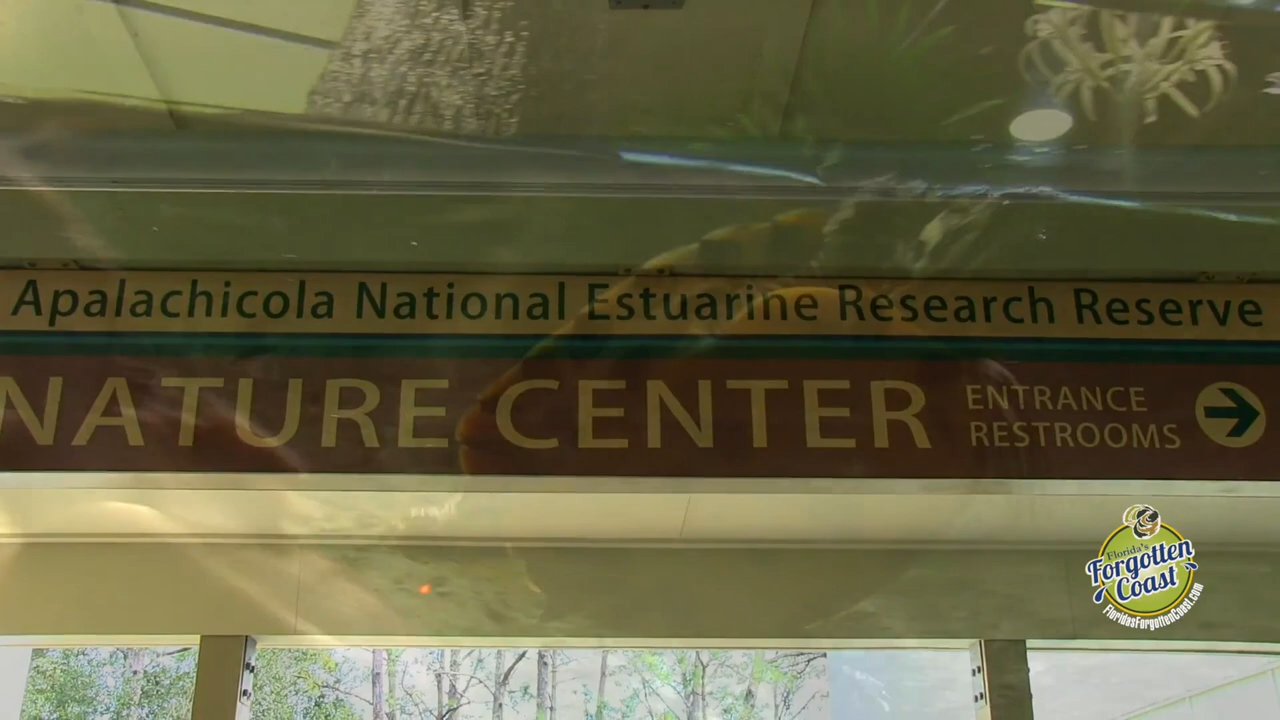 Apalachicola National Estuarine Research Reserve
NATURE CENTER
ENTRANCE
RESTROOMS
Florida's
Forgotten
Coast
FloridasForgottenCoast.com